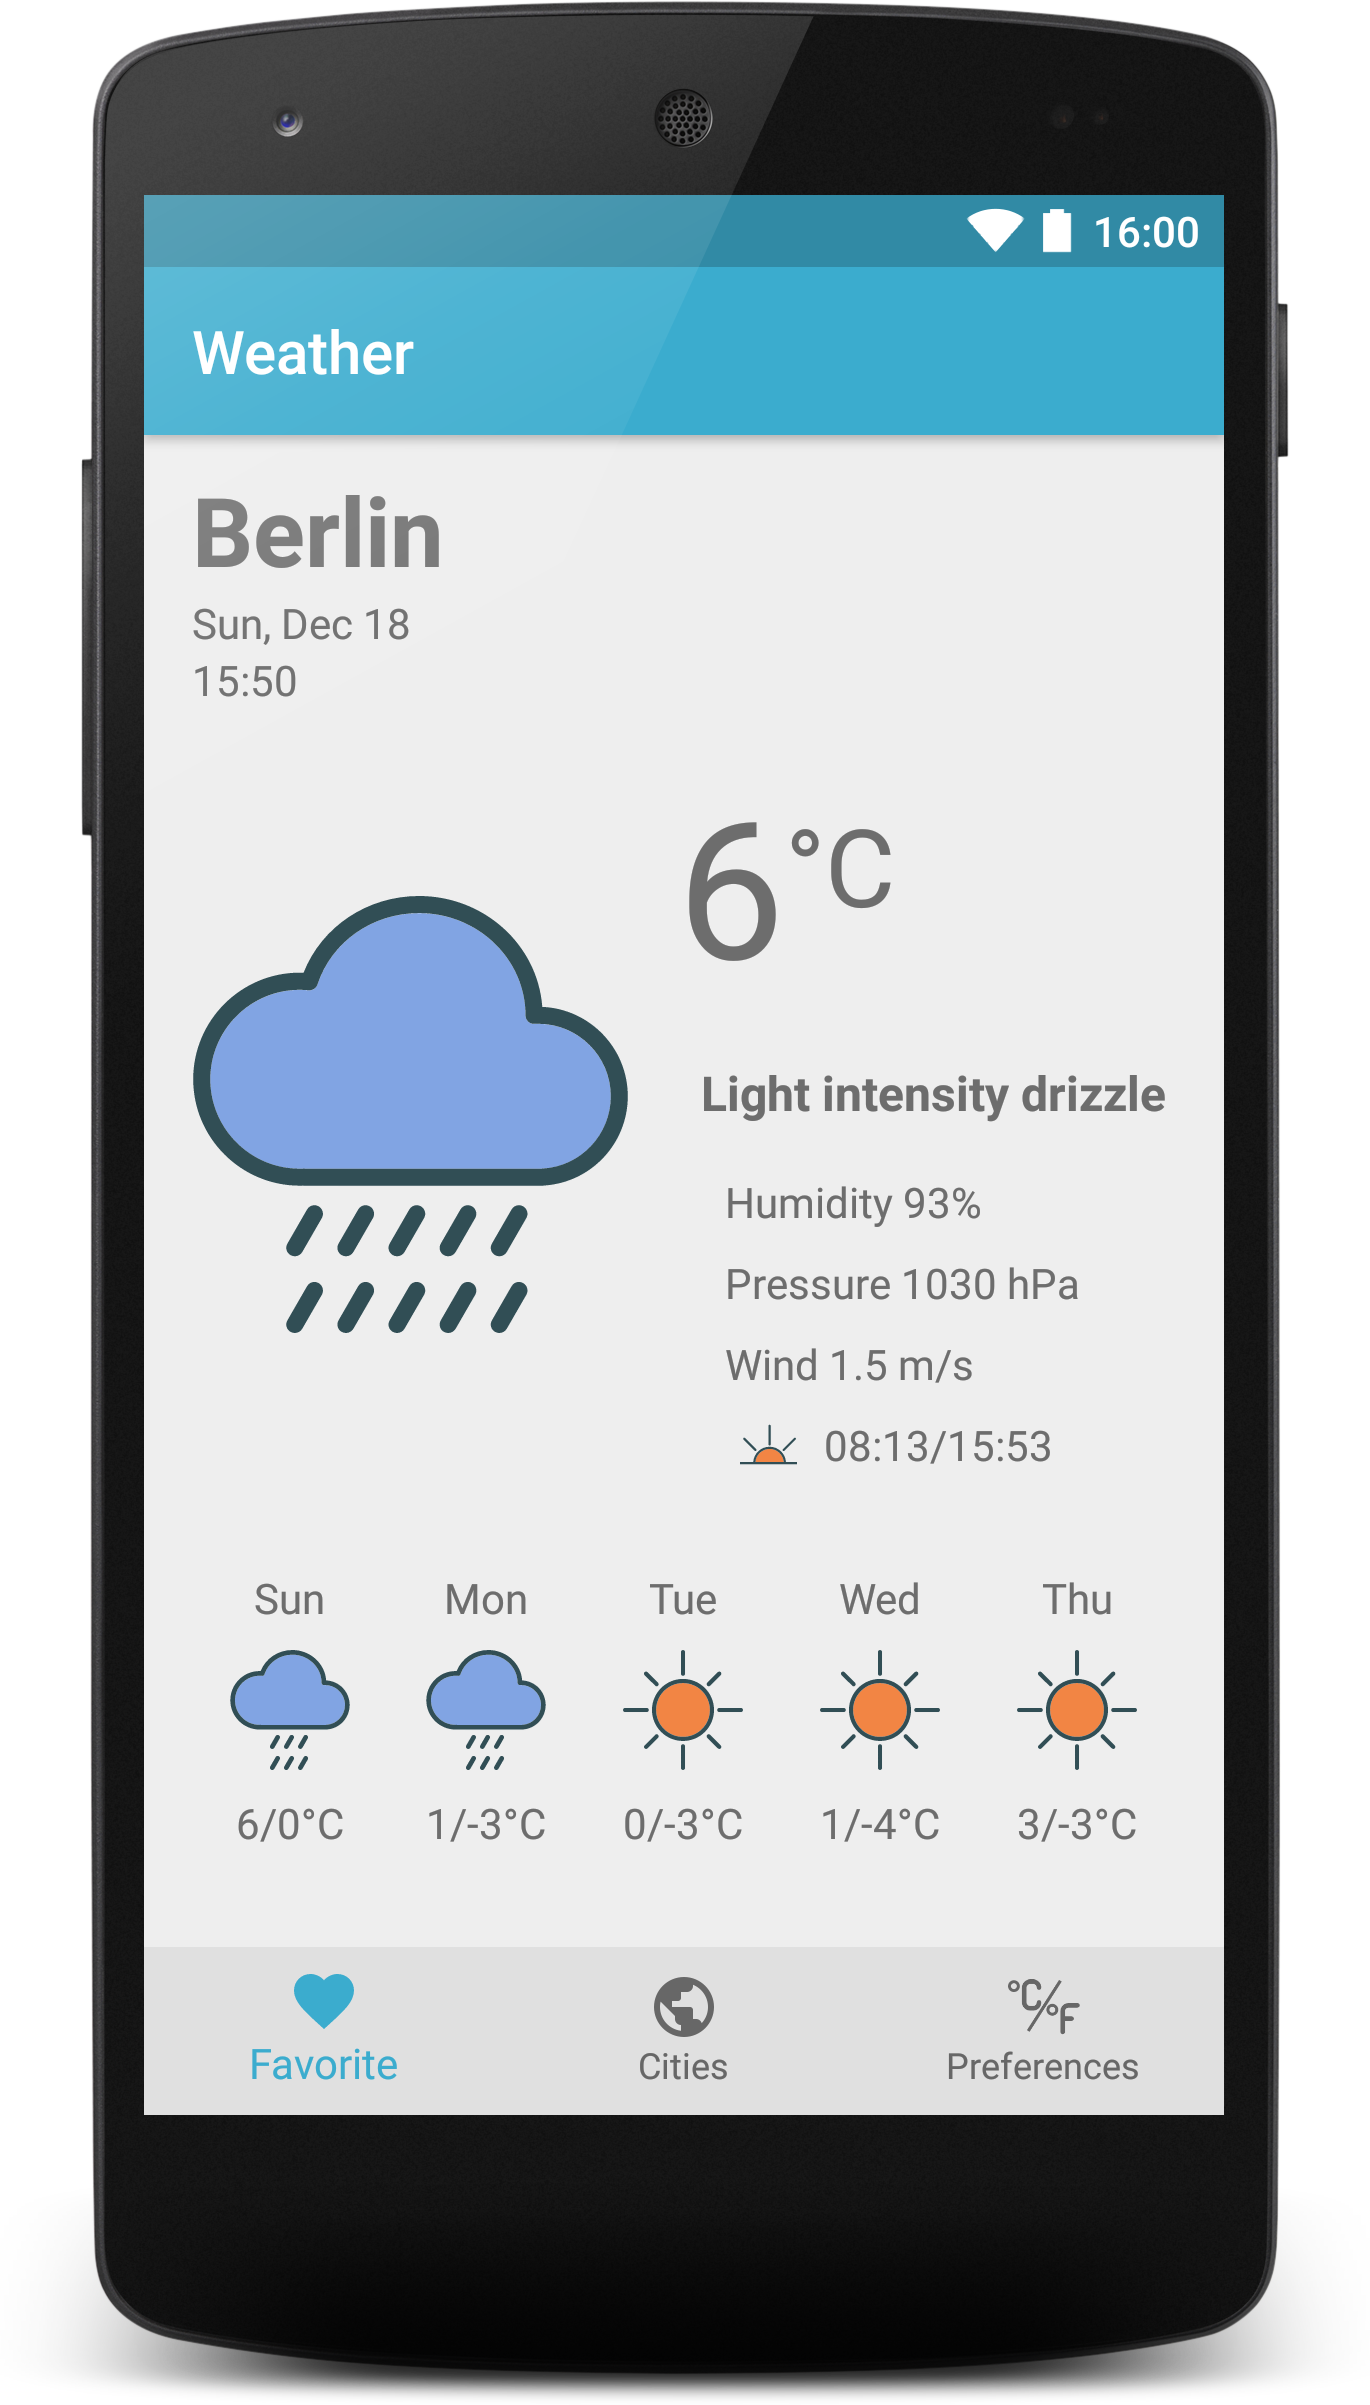 16:00
Weather
Berlin
Sun, Dec 18
15:50
6 °C
Light intensity drizzle
Humidity 93%
Pressure 1030 hPa
Wind 1.5 m/s
08:13/15:53
Sun Mon Tue Wed Thu
6/0°C 1/-3°C 0/-3°C 1/-4°C 3/-3°C
°C/°F
Favorite Cities Preferences